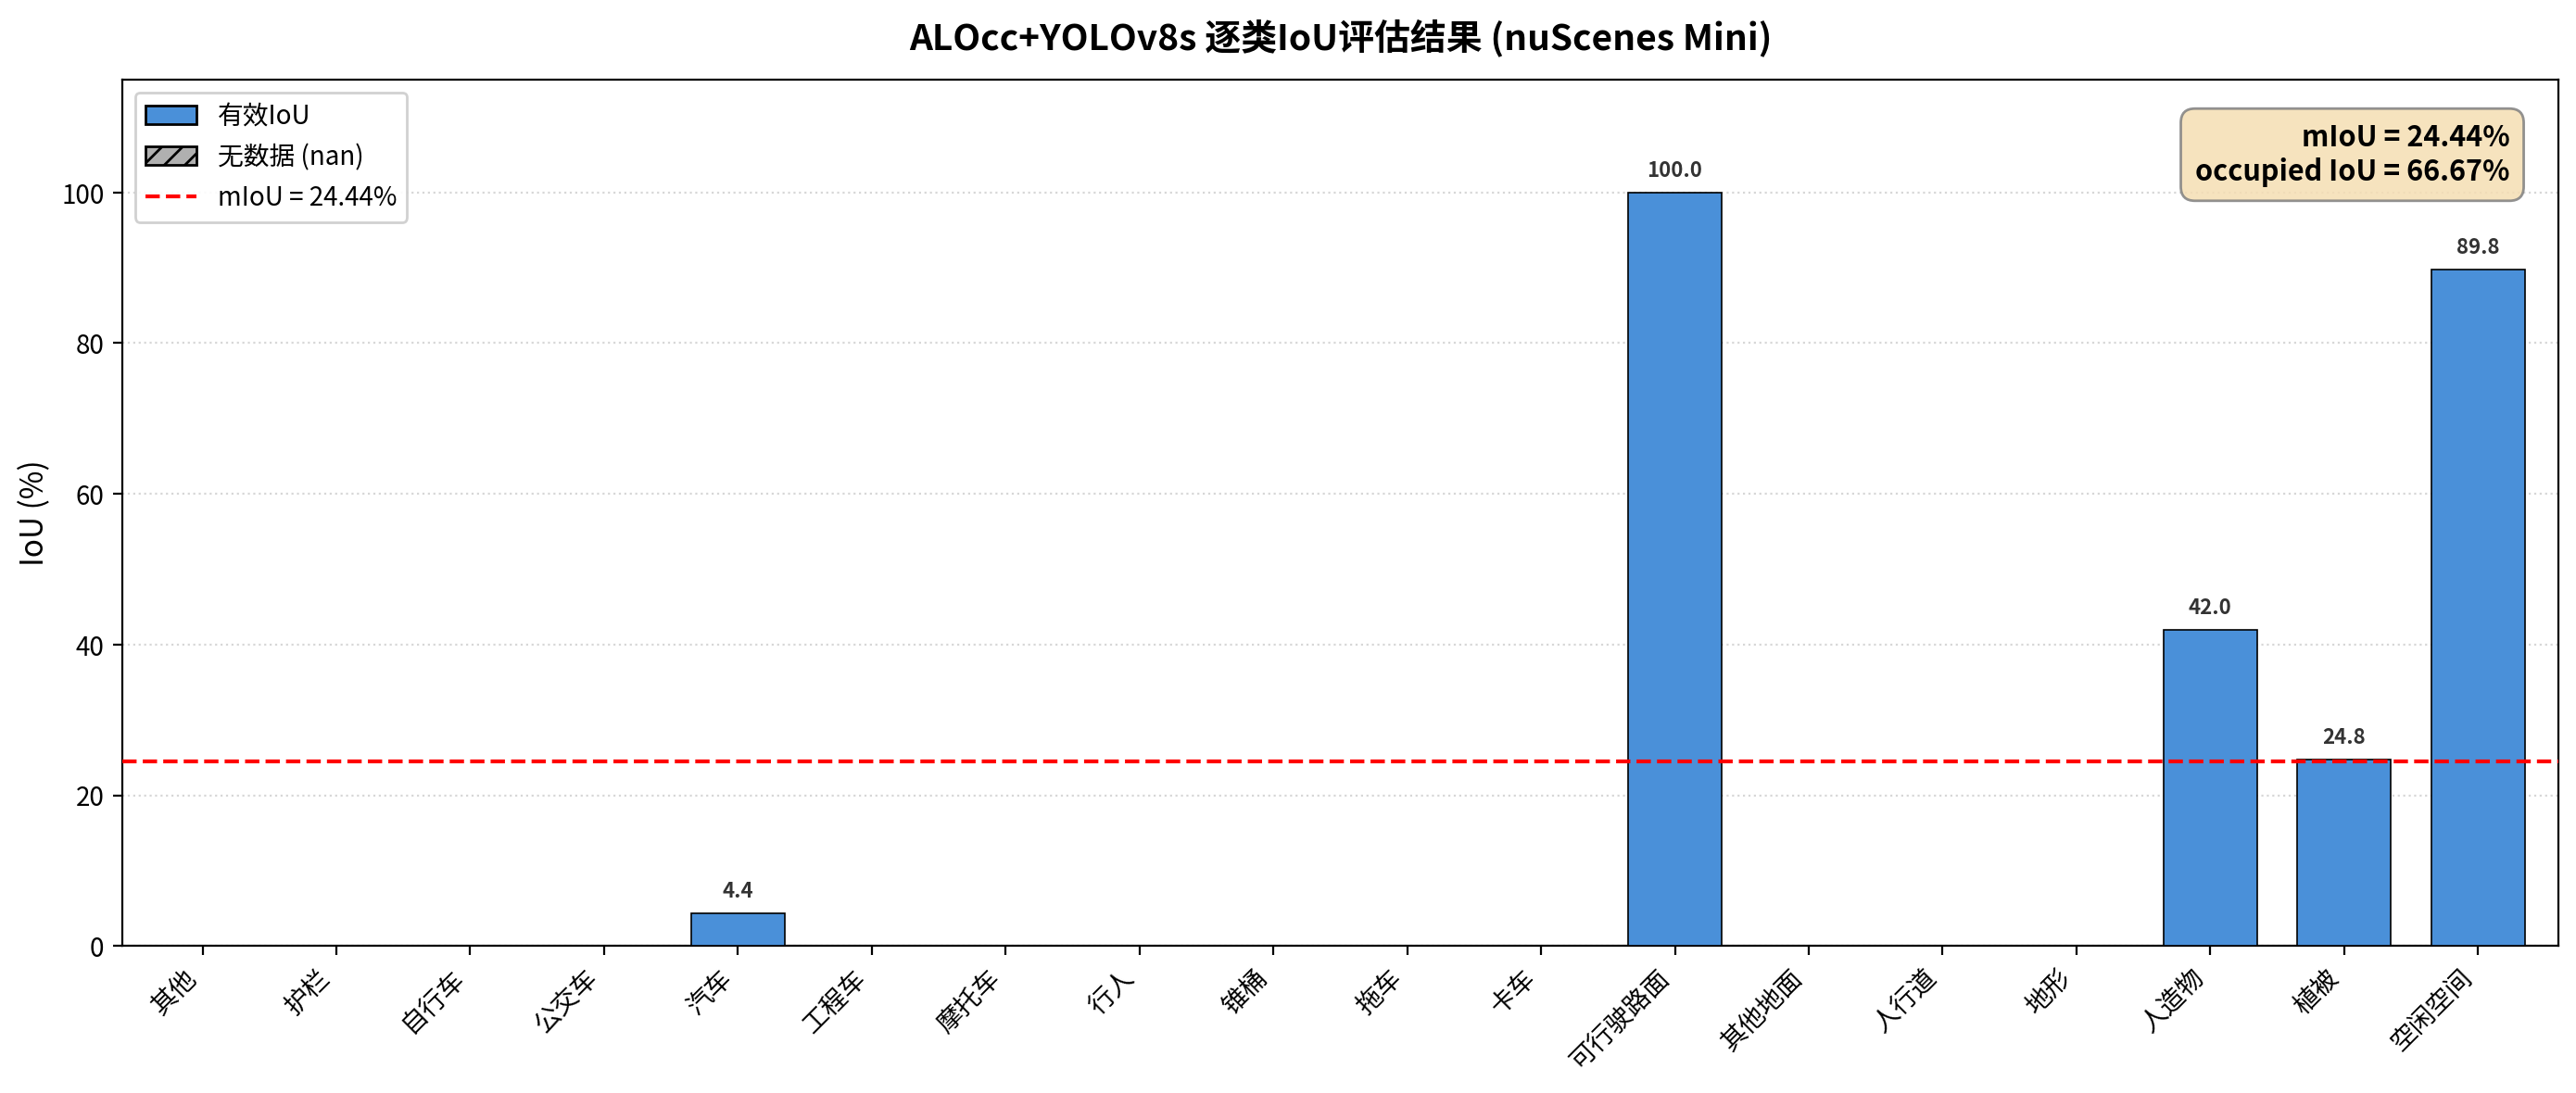 ALOcc+YOLOv8s 逐类IoU评估结果 (nuScenes Mini)
有效IoU
无数据 (nan)
mIoU = 24.44%
mIoU = 24.44%
occupied IoU = 66.67%
IoU (%)
100
80
60
40
20
0
4.4
100.0
42.0
24.8
89.8
其他
护栏
自行车
公交车
汽车
工程车
摩托车
行人
锥桶
拖车
卡车
可行驶路面
其他地面
人行道
地形
人造物
植被
空闲空间